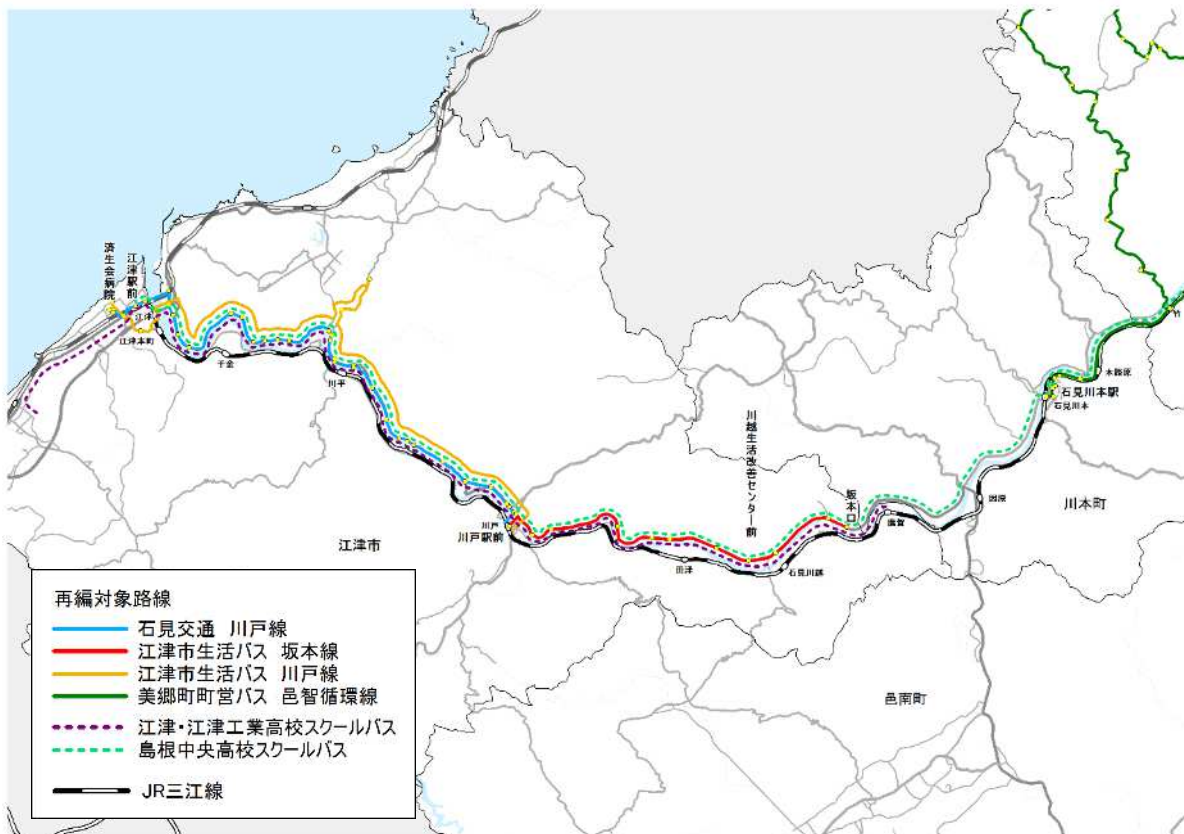 済生会病院
江津駅前
江津
江津本町
千金
川平
川戸
川戸駅前
江津市
田津
石見川越
川越生活改善センター前
坂本口
鹿賀
因原
川本町
石見川本駅
石見川本
木路原
竹
邑南町
再編対象路線
石見交通 川戸線
江津市生活バス 坂本線
江津市生活バス 川戸線
美郷町町営バス 邑智循環線
江津・江津工業高校スクールバス
島根中央高校スクールバス
JR三江線